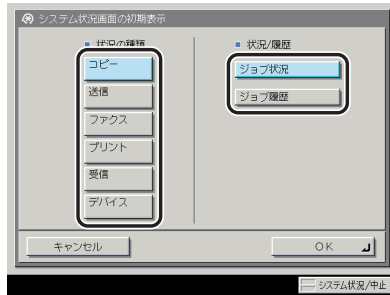 システム状況画面の初期表示
状況の種類
コピー
送信
ファクス
プリント
受信
デバイス
状況/履歴
ジョブ状況
ジョブ履歴
キャンセル
OK
システム状況/中止